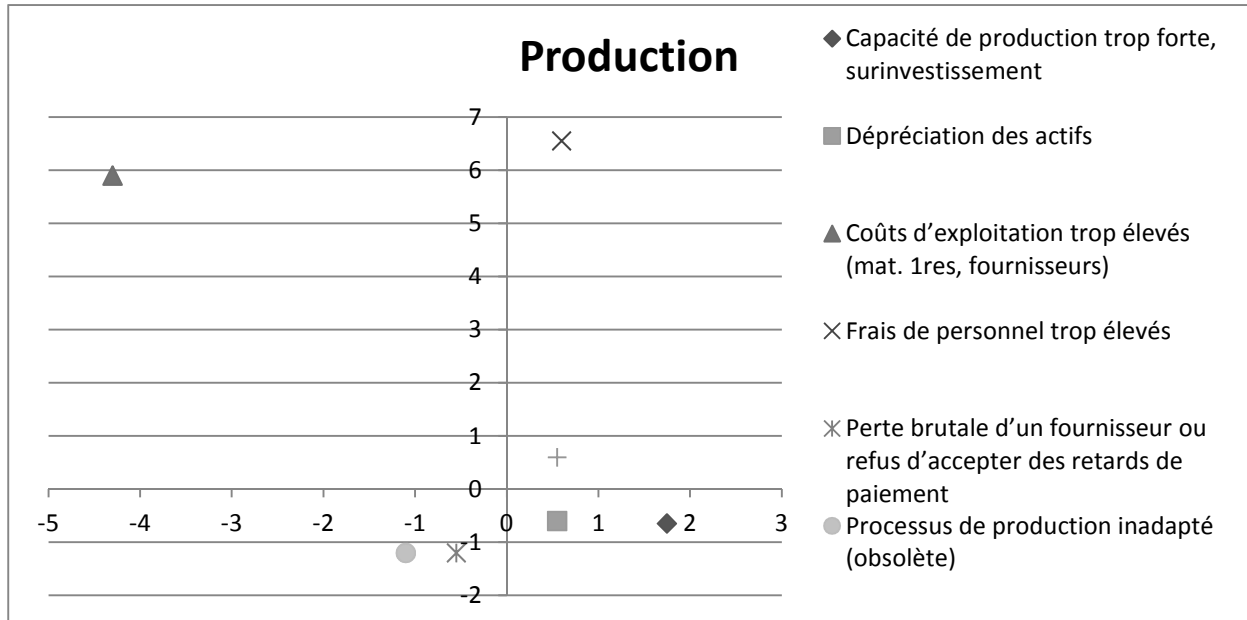 Production
7
6
5
4
3
2
1
0
-1
-2
-5 -4 -3 -2 -1 0 1 2 3
Capacité de production trop forte,
surinvestissement
Dépréciation des actifs
Coûts d’exploitation trop élevés
(mat. 1res, fournisseurs)
Frais de personnel trop élevés
Perte brutale d’un fournisseur ou
refus d’accepter des retards de
paiement
Processus de production inadapté
(obsolète)